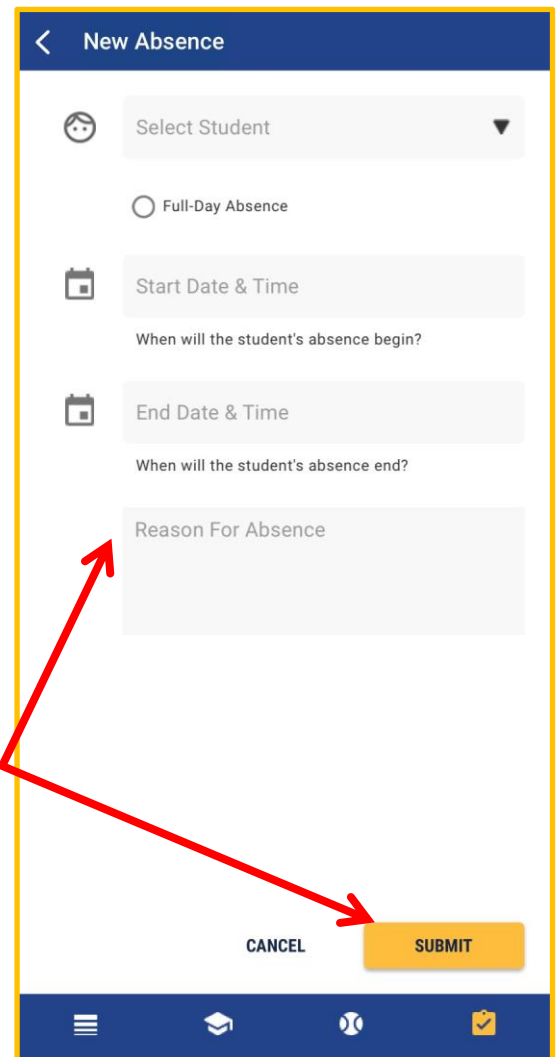 New Absence
Select Student
Full-Day Absence
Start Date & Time
When will the student's absence begin?
End Date & Time
When will the student's absence end?
Reason For Absence
CANCEL SUBMIT